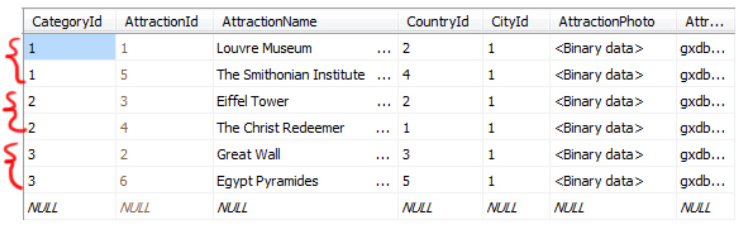 CategoryId AttractionId AttractionName CountryId CityId AttractionPhoto Attr...
1 1 Louvre Museum ... 2 1 <Binary data> gxdb...
1 5 The Smithonian Institute ... 4 1 <Binary data> gxdb...
2 3 Eiffel Tower ... 2 1 <Binary data> gxdb...
2 4 The Christ Redeemer ... 1 1 <Binary data> gxdb...
3 2 Great Wall ... 3 1 <Binary data> gxdb...
3 6 Egypt Pyramides ... 5 1 <Binary data> gxdb...
NULL NULL NULL NULL NULL NULL NULL